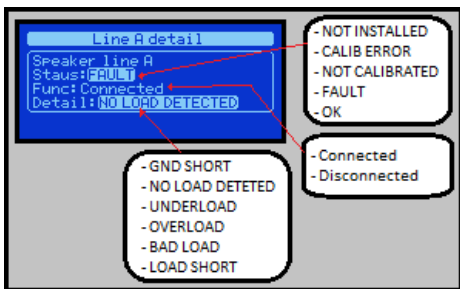 Line A detail
Speaker line A
Staus:FAULT
Func:Connected
Detail:NO LOAD DETECTED
- NOT INSTALLED
- CALIB ERROR
- NOT CALIBRATED
- FAULT
- OK
- Connected
- Disconnected
- GND SHORT
- NO LOAD DETETED
- UNDERLOAD
- OVERLOAD
- BAD LOAD
- LOAD SHORT